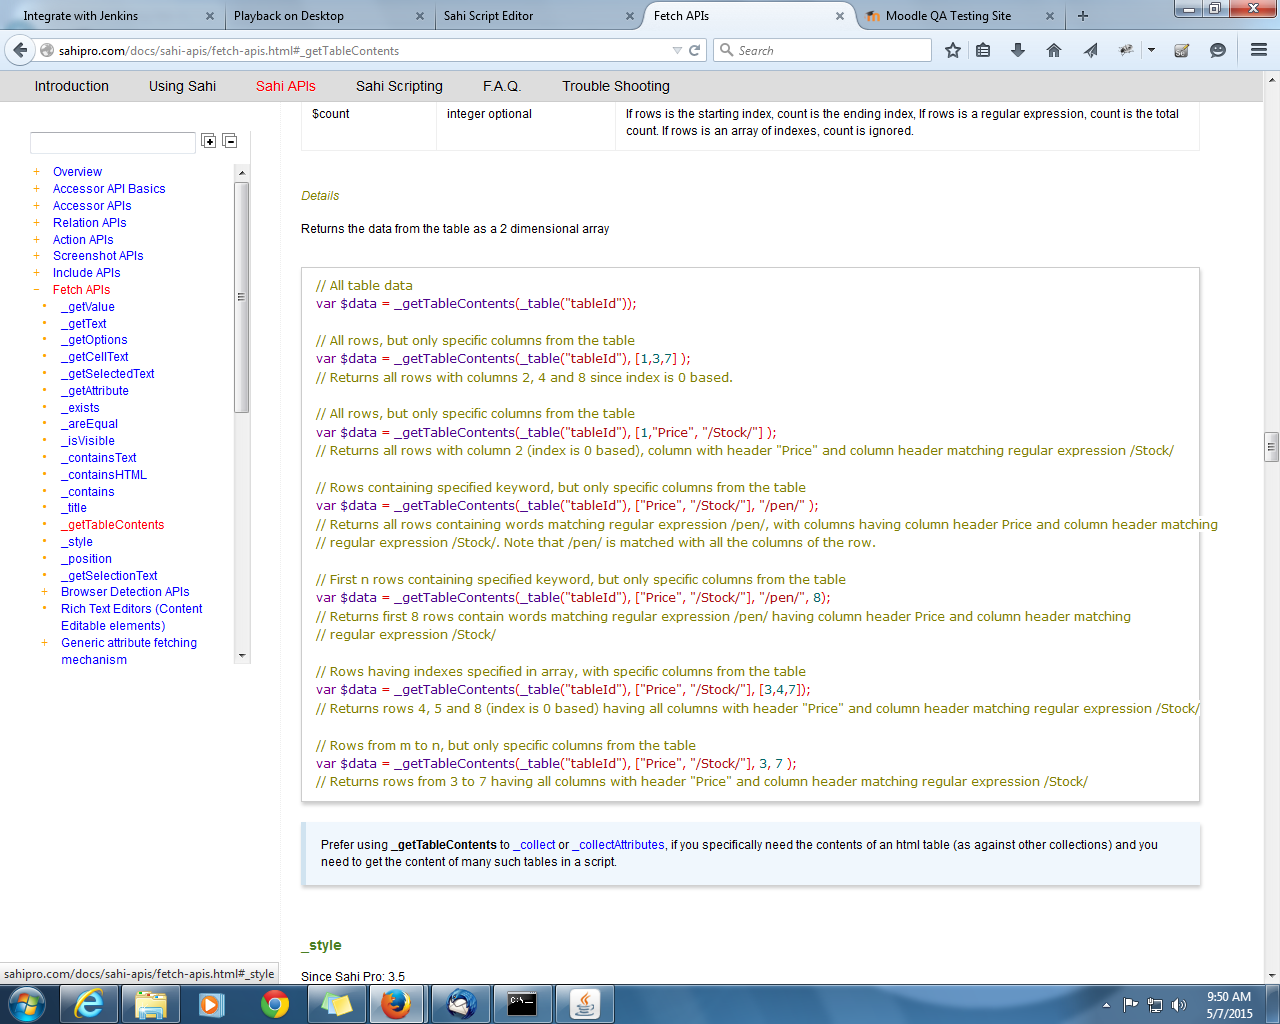 Integrate with Jenkins
Playback on Desktop
Sahi Script Editor
Fetch APIs
Moodle QA Testing Site
sahipro.com/docs/sahi-apis/fetch-apis.html#_getTableContents
Search
Introduction
Using Sahi
Sahi APIs
Sahi Scripting
F.A.Q.
Trouble Shooting
Overview
Accessor API Basics
Accessor APIs
Relation APIs
Action APIs
Screenshot APIs
Include APIs
Fetch APIs
_getValue
_getText
_getOptions
_getCellText
_getSelectedText
_getAttribute
_exists
_areEqual
_isVisible
_containsText
_containsHTML
_contains
_title
_getTableContents
_style
_position
_getSelectionText
Browser Detection APIs
Rich Text Editors (Content
Editable elements)
Generic attribute fetching
mechanism
$count
integer optional
If rows is the starting index, count is the ending index, If rows is a regular expression, count is the total
count. If rows is an array of indexes, count is ignored.
Details
Returns the data from the table as a 2 dimensional array
// All table data
var $data = _getTableContents(_table("tableId"));
// All rows, but only specific columns from the table
var $data = _getTableContents(_table("tableId"), [1,3,7] );
// Returns all rows with columns 2, 4 and 8 since index is 0 based.
// All rows, but only specific columns from the table
var $data = _getTableContents(_table("tableId"), [1,"Price", "/Stock/"] );
// Returns all rows with column 2 (index is 0 based), column with header "Price" and column header matching regular expression /Stock/
// Rows containing specified keyword, but only specific columns from the table
var $data = _getTableContents(_table("tableId"), ["Price", "/Stock/"], "/pen/" );
// Returns all rows containing words matching regular expression /pen/, with columns having column header Price and column header matching
// regular expression /Stock/. Note that /pen/ is matched with all the columns of the row.
// First n rows containing specified keyword, but only specific columns from the table
var $data = _getTableContents(_table("tableId"), ["Price", "/Stock/"], "/pen/", 8);
// Returns first 8 rows contain words matching regular expression /pen/ having column header Price and column header matching
// regular expression /Stock/
// Rows having indexes specified in array, with specific columns from the table
var $data = _getTableContents(_table("tableId"), ["Price", "/Stock/"], [3,4,7]);
// Returns rows 4, 5 and 8 (index is 0 based) having all columns with header "Price" and column header matching regular expression /Stock/
// Rows from m to n, but only specific columns from the table
var $data = _getTableContents(_table("tableId"), ["Price", "/Stock/"], 3, 7 );
// Returns rows from 3 to 7 having all columns with header "Price" and column header matching regular expression /Stock/
Prefer using _getTableContents to _collect or _collectAttributes, if you specifically need the contents of an html table (as against other collections) and you
need to get the content of many such tables in a script.
_style
Since Sahi Pro: 3.5
sahipro.com/docs/sahi-apis/fetch-apis.html#_style
9:50 AM
5/7/2015